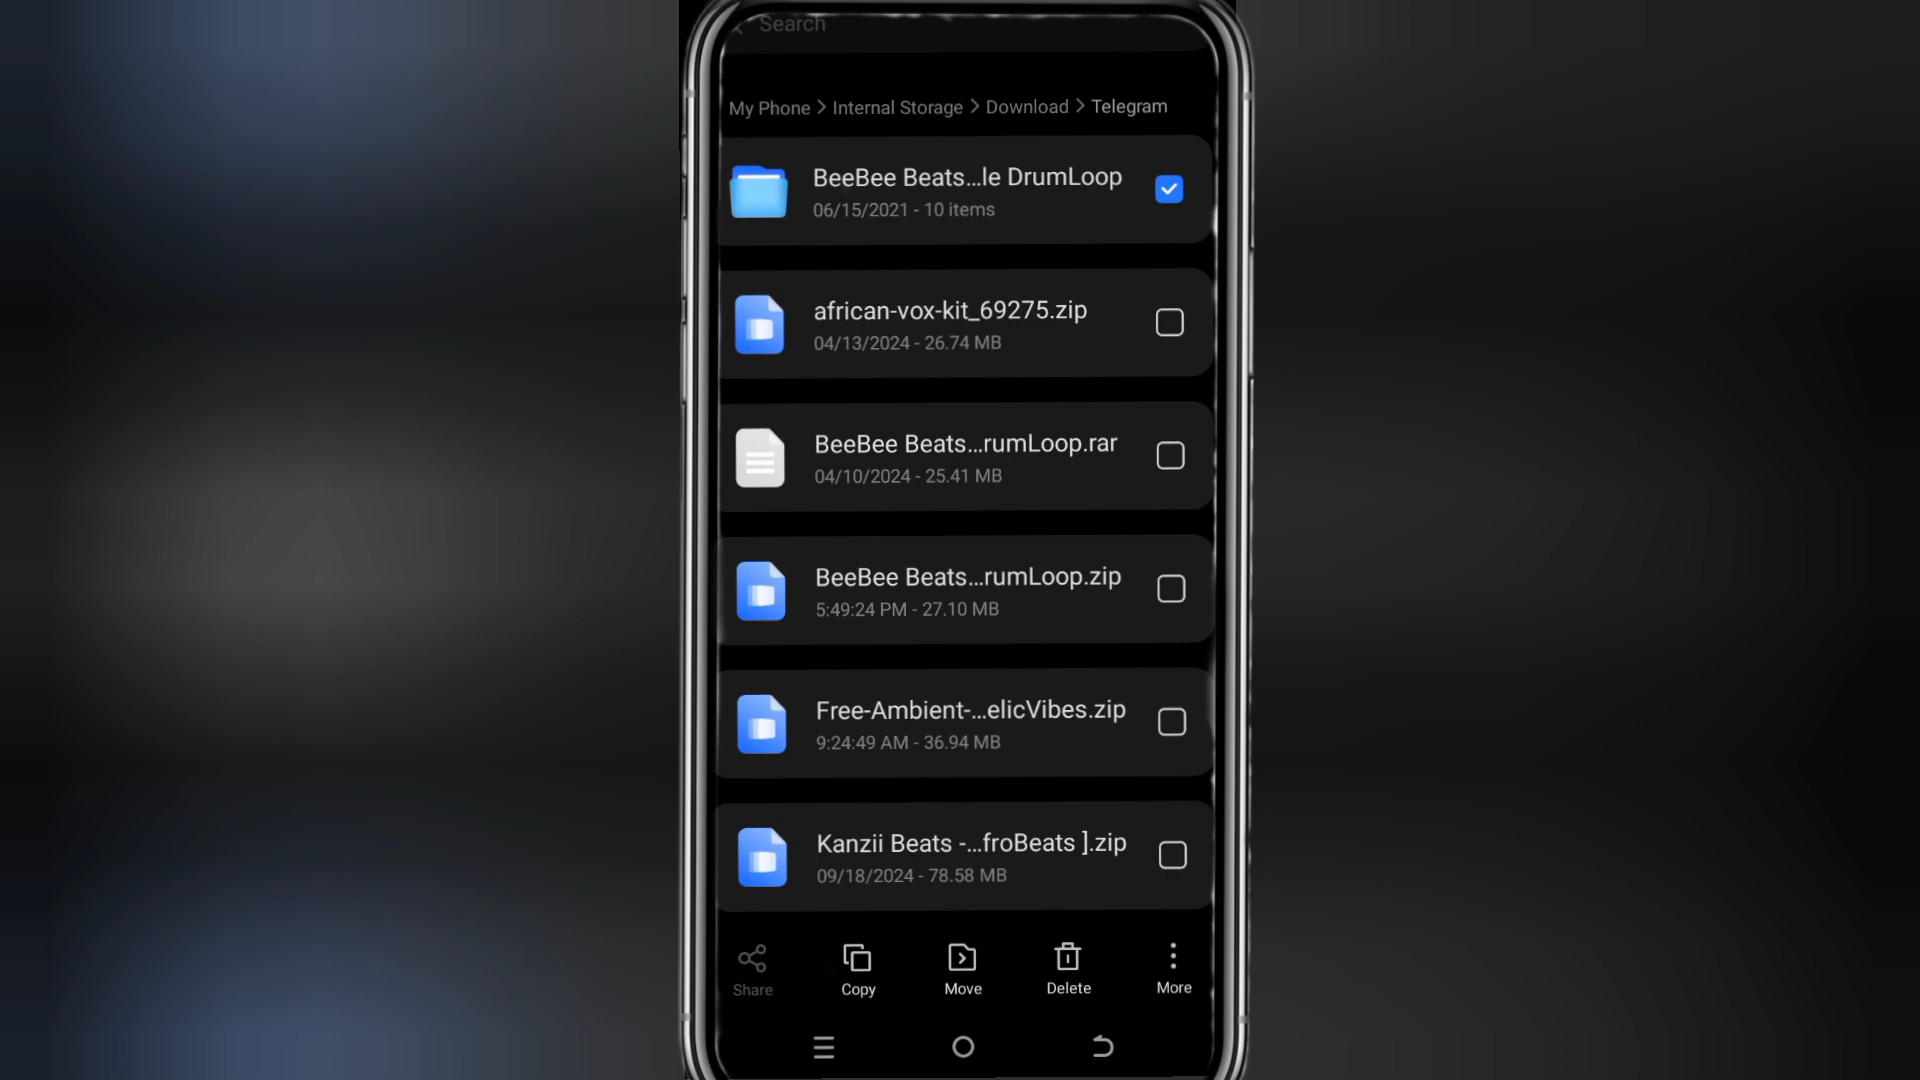 Search
My Phone > Internal Storage > Download > Telegram
BeeBee Beats...le DrumLoop
06/15/2021 - 10 items
african-vox-kit_69275.zip
04/13/2024 - 26.74 MB
BeeBee Beats...rumLoop.rar
04/10/2024 - 25.41 MB
BeeBee Beats...rumLoop.zip
5:49:24 PM - 27.10 MB
Free-Ambient-...elicVibes.zip
9:24:49 AM - 36.94 MB
Kanzii Beats -...froBeats ].zip
09/18/2024 - 78.58 MB
Share Copy Move Delete More